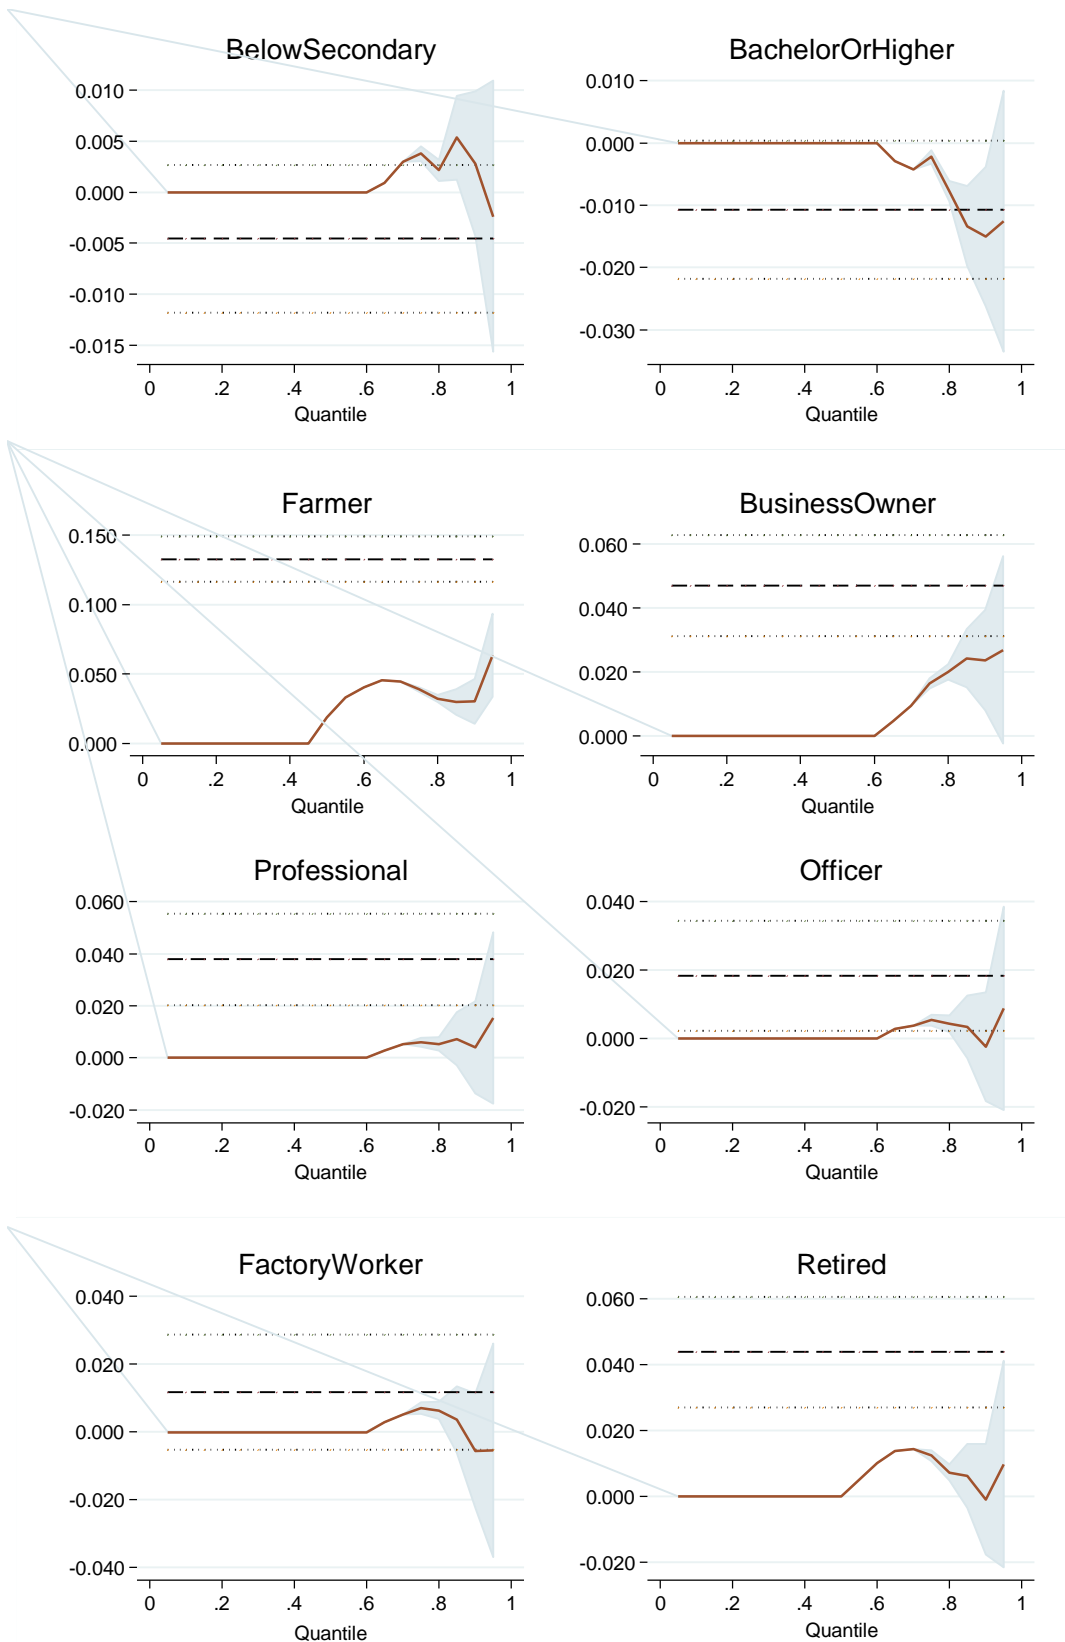 BelowSecondary
0.010
0.005
0.000
-0.005
-0.010
-0.015
0 .2 .4 .6 .8 1
Quantile
BachelorOrHigher
0.010
0.000
-0.010
-0.020
-0.030
0 .2 .4 .6 .8 1
Quantile
Farmer
0.150
0.100
0.050
0.000
0 .2 .4 .6 .8 1
Quantile
BusinessOwner
0.060
0.040
0.020
0.000
0 .2 .4 .6 .8 1
Quantile
Professional
0.060
0.040
0.020
0.000
-0.020
0 .2 .4 .6 .8 1
Quantile
Officer
0.040
0.020
0.000
-0.020
0 .2 .4 .6 .8 1
Quantile
FactoryWorker
0.040
0.020
0.000
-0.020
-0.040
0 .2 .4 .6 .8 1
Quantile
Retired
0.060
0.040
0.020
0.000
-0.020
0 .2 .4 .6 .8 1
Quantile